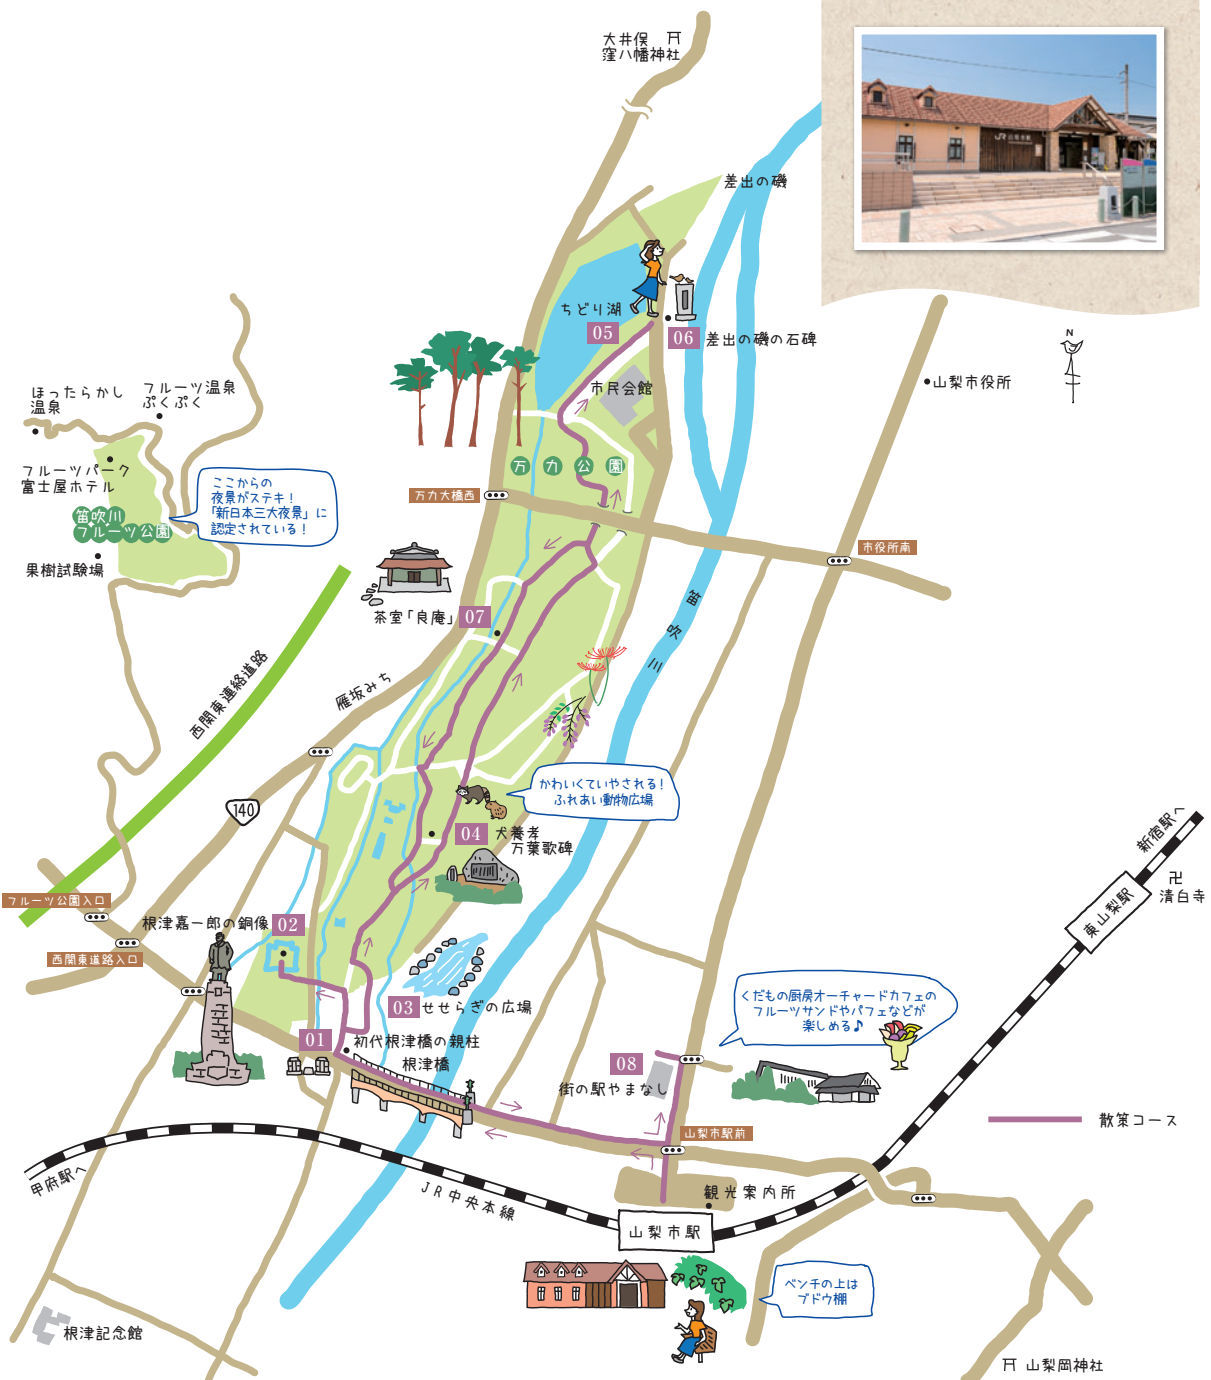 大井俣
窪八幡神社
差出の磯
ちどり湖
05
06
差出の磯の石碑
N
山梨市役所
市民会館
ほったらかし
温泉
フルーツ温泉
ぷくぷく
フルーツパーク
富士屋ホテル
笛吹川
フルーツ公園
果樹試験場
ここからの
夜景がステキ！
「新日本三大夜景」に
認定されている！
万力公園
万力大橋西
市役所南
茶室「良庵」
07
笛吹川
西関東連絡道路
雁坂みち
140
かわいくていやされる！
ふれあい動物広場
04
犬養孝
万葉歌碑
新宿駅へ
卍
清白寺
東山梨駅
フルーツ公園入口
西関東道路入口
根津嘉一郎の銅像
02
03
せせらぎの広場
01
初代根津橋の親柱
根津橋
くだもの厨房オーチャードカフェの
フルーツサンドやパフェなどが
楽しめる♪
08
街の駅やまなし
山梨市駅前
散策コース
甲府駅へ
JR中央本線
観光案内所
山梨市駅
ベンチの上は
ブドウ棚
根津記念館
山梨岡神社